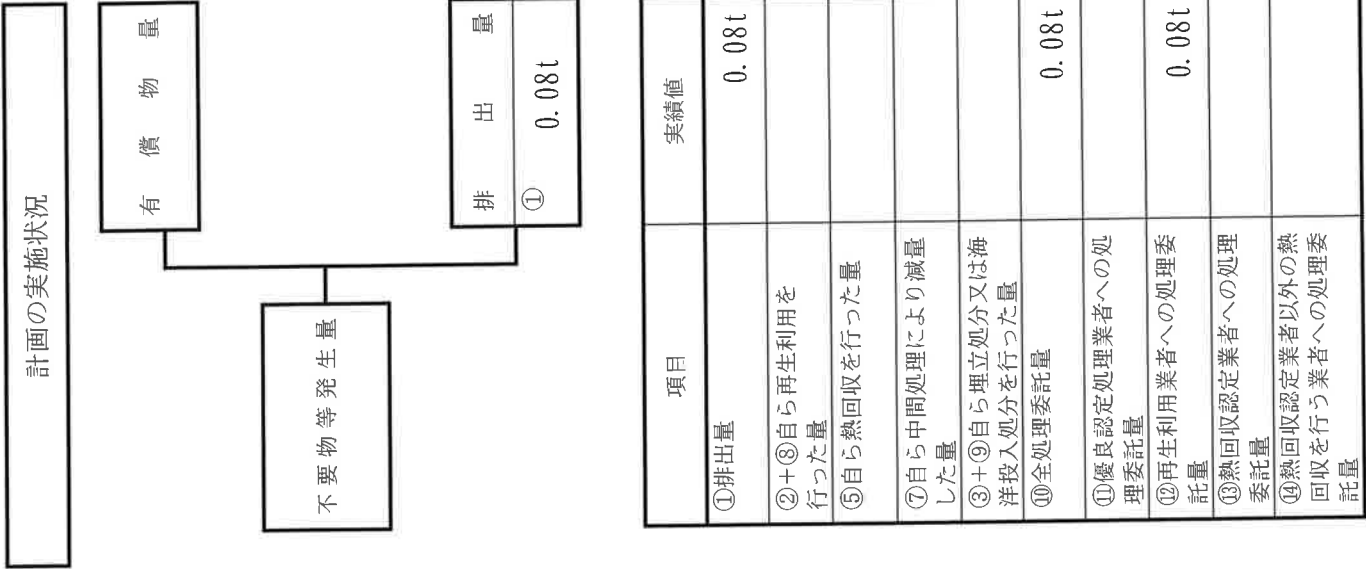 計画の実施状況
有償物量
不要物等発生量
排出量
①
0.08t
項目
実績値
①排出量
0.08t
②+⑧自ら再生利用を
行った量
⑤自ら熱回収を行った量
⑦自ら中間処理により減量
した量
③+⑨自ら埋立処分又は海
洋投入処分を行った量
⑩全処理委託量
0.08t
⑪優良認定処理業者への処
理委託量
⑫再生利用業者への処理委
託量
0.08t
⑬熱回収認定業者への処理
委託量
⑭熱回収認定業者以外の熱
回収を行う業者への処理委
託量